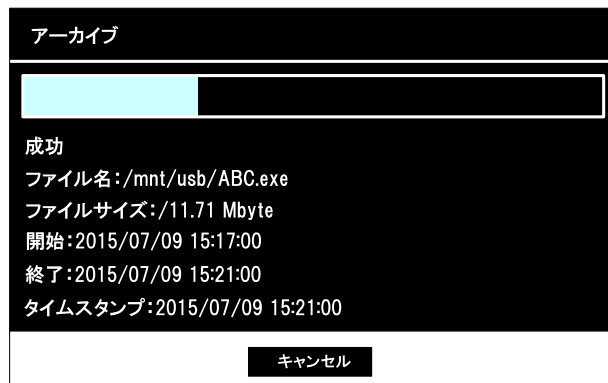 アーカイブ
成功
ファイル名:/mnt/usb/ABC.exe
ファイルサイズ:/11.71 Mbyte
開始:2015/07/09 15:17:00
終了:2015/07/09 15:21:00
タイムスタンプ:2015/07/09 15:21:00
キャンセル